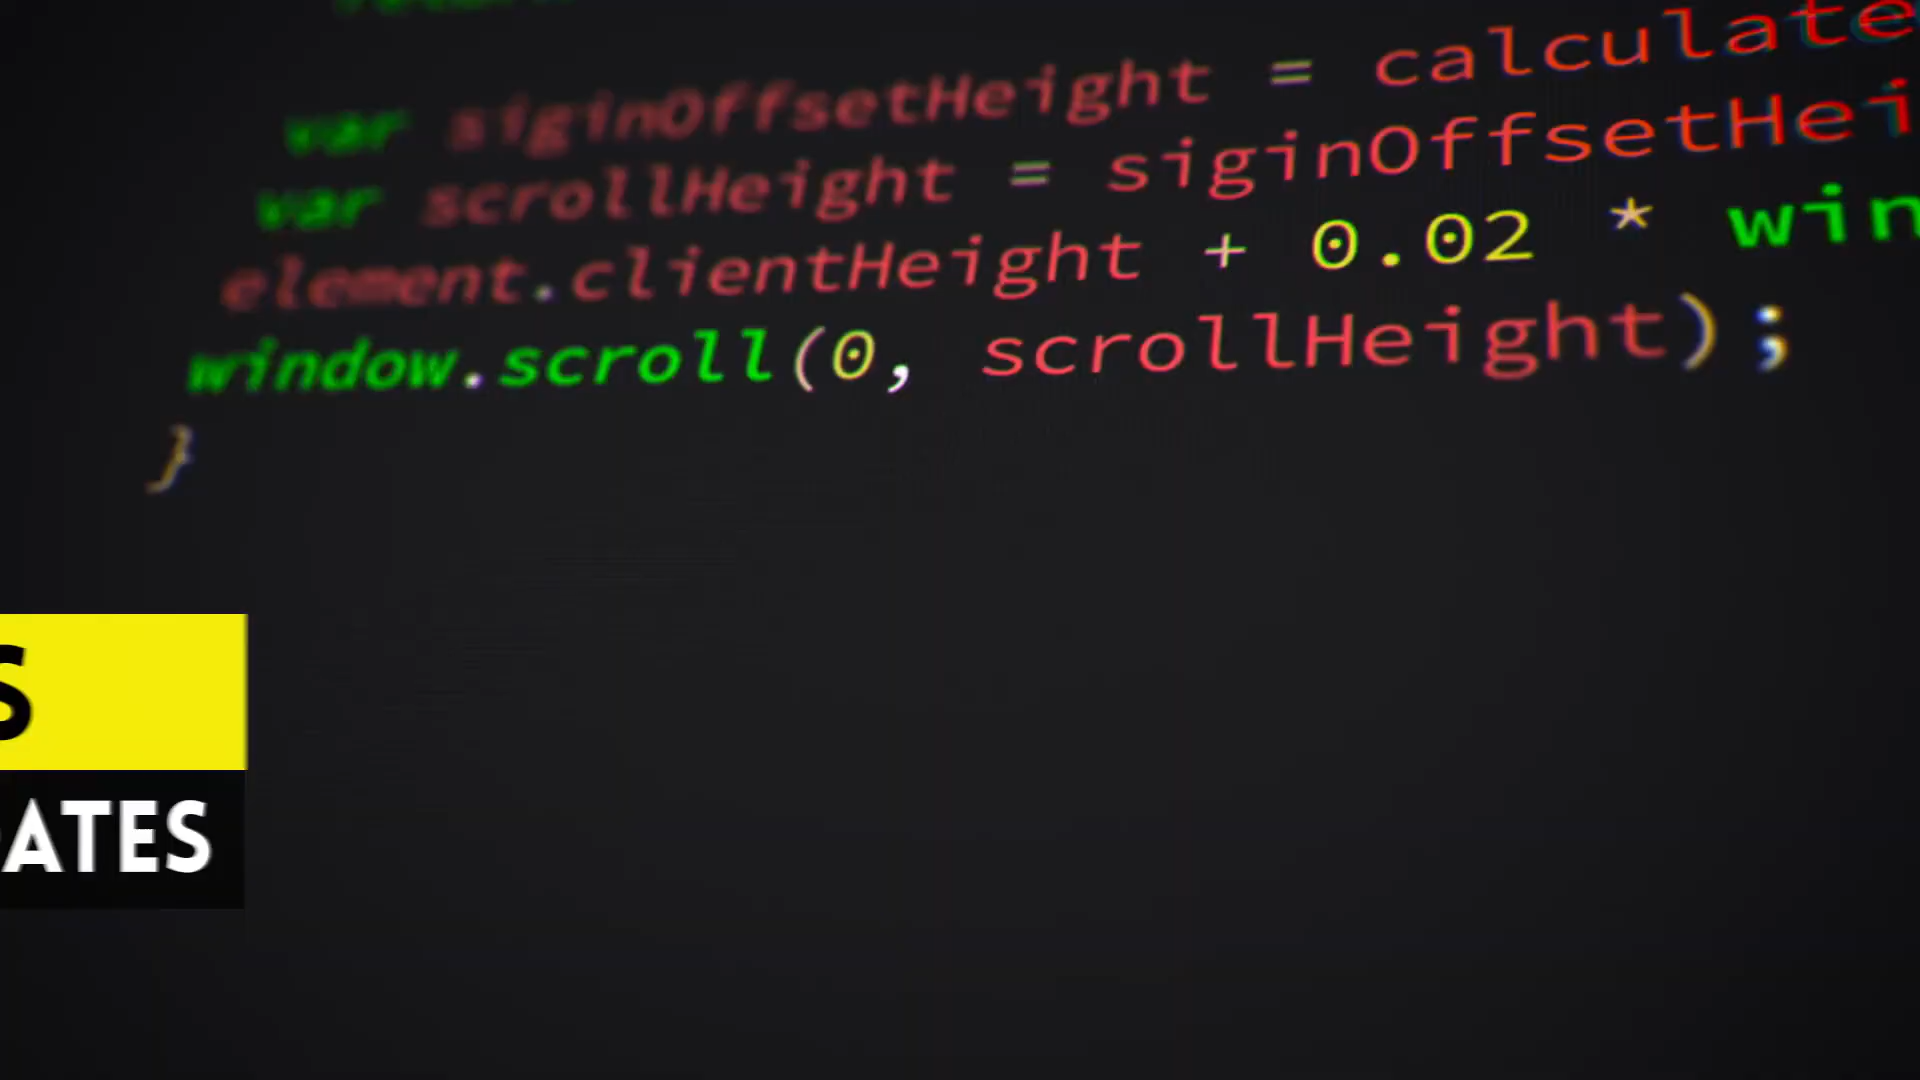 var siginOffsetHeight = calculate
var scrollHeight = siginOffsetHei
element.clientHeight + 0.02 * win
window.scroll(0, scrollHeight);
}
S
ATES